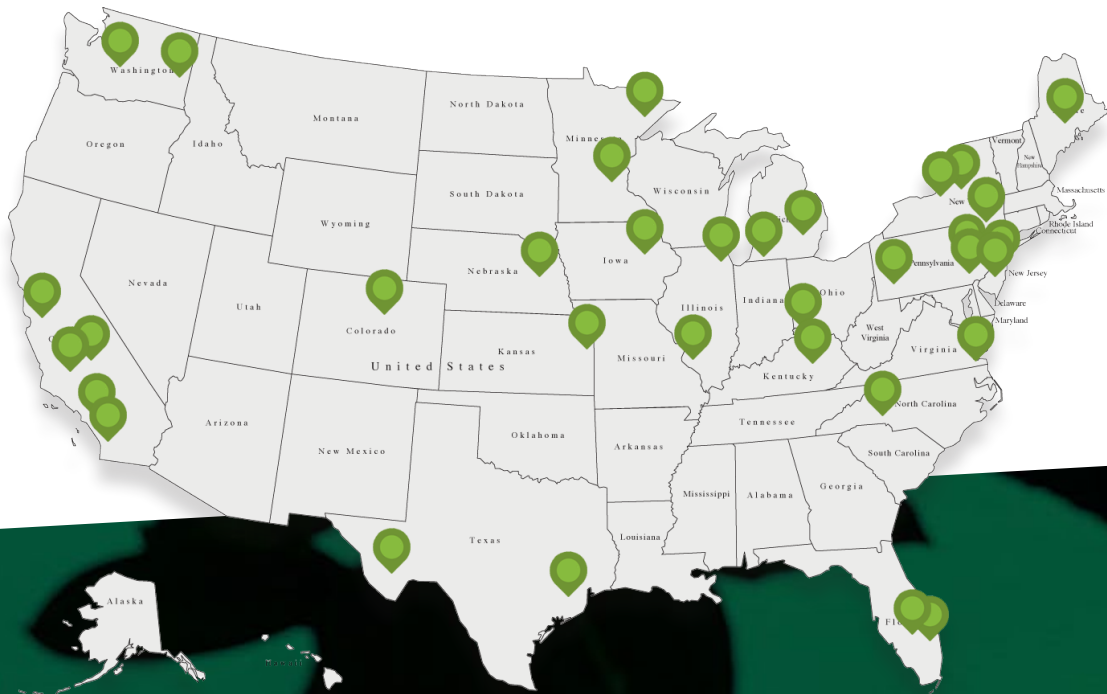 Washington
Montana
North Dakota
Oregon
Idaho
South Dakota
Wyoming
Wisconsin
Vermont
New
Hampshire
Massachusetts
New
Rhode Island
Connecticut
Nebraska
Iowa
Pennsylvania
New Jersey
Nevada
Utah
Colorado
Kansas
United States
Missouri
Illinois
Indiana
Ohio
West
Virginia
Virginia
Delaware
Maryland
Kentucky
North Carolina
Tennessee
South Carolina
Arizona
New Mexico
Oklahoma
Arkansas
Mississippi
Alabama
Georgia
Louisiana
Texas
Alaska